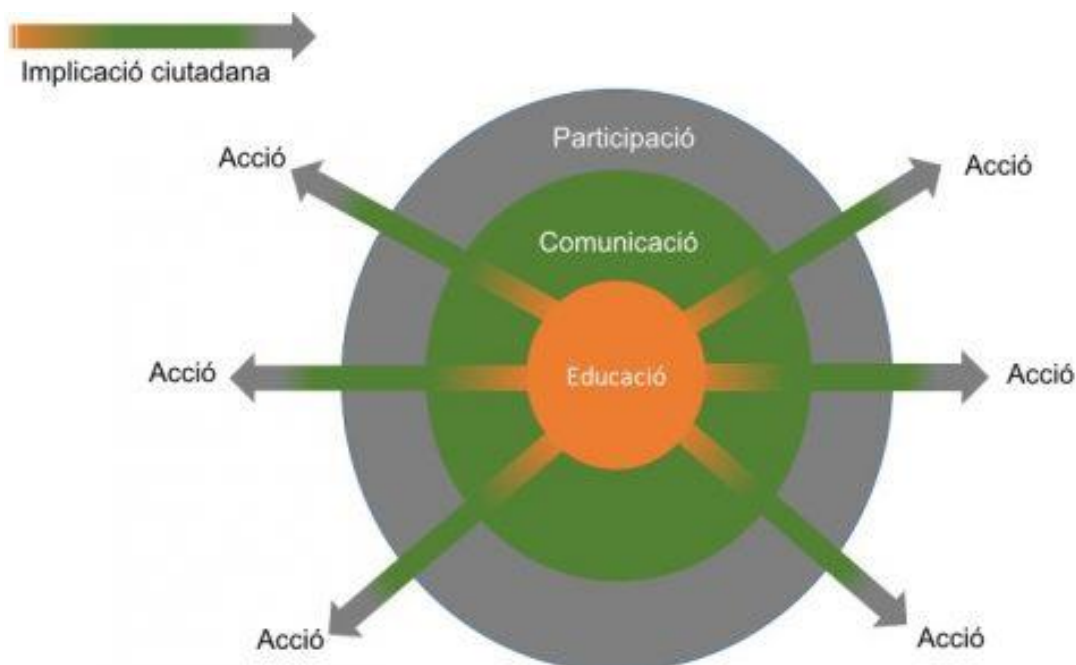 Implicació ciutadana
Participació
Acció
Acció
Comunicació
Acció
Educació
Acció
Acció
Acció